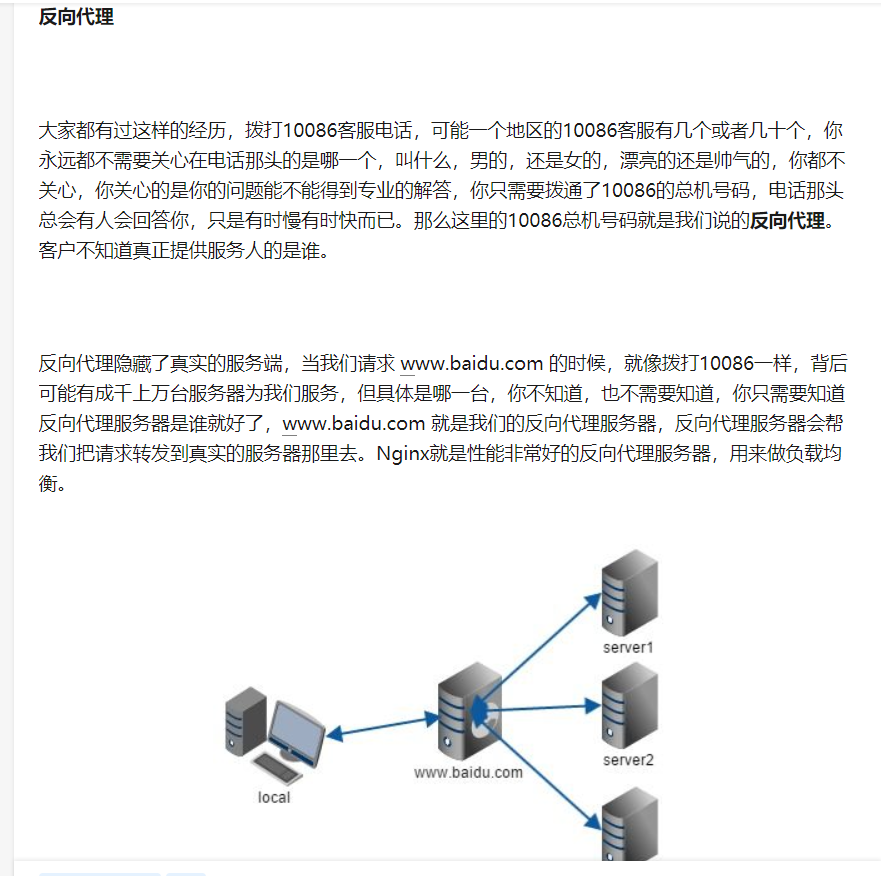 反向代理
大家都有过这样的经历，拨打10086客服电话，可能一个地区的10086客服有几个或者几十个，你
永远都不需要关心在电话那头的是哪一个，叫什么，男的，还是女的，漂亮的还是帅气的，你都不
关心，你关心的是你的问题能不能得到专业的解答，你只需要拨通了10086的总机号码，电话那头
总会有人会回答你，只是有时慢有时快而已。那么这里的10086总机号码就是我们说的反向代理。
客户不知道真正提供服务人的是谁。
反向代理隐藏了真实的服务端，当我们请求 www.baidu.com 的时候，就像拨打10086一样，背后
可能有成千上万台服务器为我们服务，但具体是哪一台，你不知道，也不需要知道，你只需要知道
反向代理服务器是谁就好了，www.baidu.com 就是我们的反向代理服务器，反向代理服务器会帮
我们把请求转发到真实的服务器那里去。Nginx就是性能非常好的反向代理服务器，用来做负载均
衡。
server1
server2
www.baidu.com
local